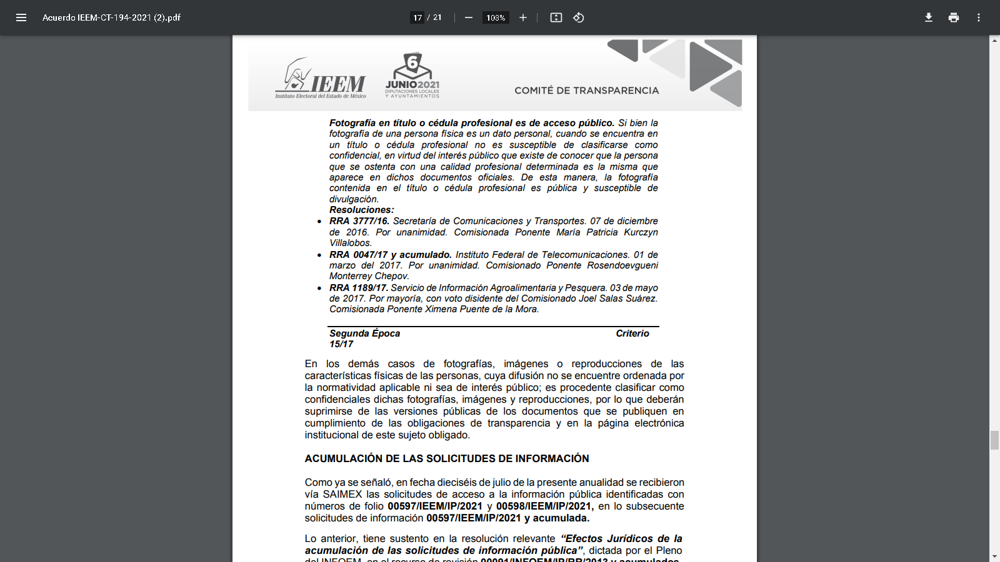 Acuerdo IEEM-CT-194-2021 (2).pdf
17 / 21
103%
IEEM
Instituto Electoral del Estado de México
6
JUNIO2021
DIPUTACIONES LOCALES
Y AYUNTAMIENTOS
COMITÉ DE TRANSPARENCIA
Fotografía en título o cédula profesional es de acceso público. Si bien la
fotografía de una persona física es un dato personal, cuando se encuentra en
un título o cédula profesional no es susceptible de clasificarse como
confidencial, en virtud del interés público que existe de conocer que la persona
que se ostenta con una calidad profesional determinada es la misma que
aparece en dichos documentos oficiales. De esta manera, la fotografía
contenida en el título o cédula profesional es pública y susceptible de
divulgación.
Resoluciones:
• RRA 3777/16. Secretaría de Comunicaciones y Transportes. 07 de diciembre
de 2016. Por unanimidad. Comisionada Ponente María Patricia Kurczyn
Villalobos.
• RRA 0047/17 y acumulado. Instituto Federal de Telecomunicaciones. 01 de
marzo del 2017. Por unanimidad. Comisionado Ponente Rosendoevgueni
Monterrey Chepov.
• RRA 1189/17. Servicio de Información Agroalimentaria y Pesquera. 03 de mayo
de 2017. Por mayoría, con voto disidente del Comisionado Joel Salas Suárez.
Comisionada Ponente Ximena Puente de la Mora.
Segunda Época Criterio
15/17
En los demás casos de fotografías, imágenes o reproducciones de las
características físicas de las personas, cuya difusión no se encuentre ordenada por
la normatividad aplicable ni sea de interés público; es procedente clasificar como
confidenciales dichas fotografías, imágenes y reproducciones, por lo que deberán
suprimirse de las versiones públicas de los documentos que se publiquen en
cumplimiento de las obligaciones de transparencia y en la página electrónica
institucional de este sujeto obligado.
ACUMULACIÓN DE LAS SOLICITUDES DE INFORMACIÓN
Como ya se señaló, en fecha dieciséis de julio de la presente anualidad se recibieron
vía SAIMEX las solicitudes de acceso a la información pública identificadas con
números de folio 00597/IEEM/IP/2021 y 00598/IEEM/IP/2021, en lo subsecuente
solicitudes de información 00597/IEEM/IP/2021 y acumulada.
Lo anterior, tiene sustento en la resolución relevante “Efectos Jurídicos de la
acumulación de las solicitudes de información pública”, dictada por el Pleno
del INFOEM, en el recurso de revisión 00091/INFOEM/IP/RR/2013 y acumulados,